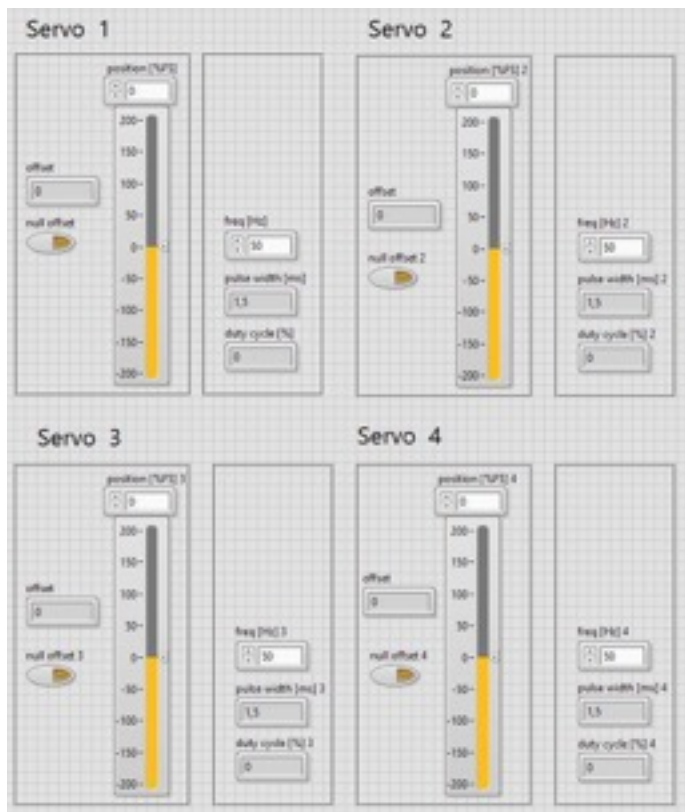 Servo 1
position [%FS]
0
200
150
100
50
0
-50
-100
-150
-200
offset
0
null offset
freq [Hz]
50
pulse width [ms]
1,5
duty cycle [%]
0
Servo 2
position [%FS] 2
0
200
150
100
50
0
-50
-100
-150
-200
offset
0
null offset 2
freq [Hz] 2
50
pulse width [ms] 2
1,5
duty cycle [%] 2
0
Servo 3
position [%FS] 3
0
200
150
100
50
0
-50
-100
-150
-200
offset
0
null offset 3
freq [Hz] 3
50
pulse width [ms] 3
1,5
duty cycle [%] 3
0
Servo 4
position [%FS] 4
0
200
150
100
50
0
-50
-100
-150
-200
offset
0
null offset 4
freq [Hz] 4
50
pulse width [ms] 4
1,5
duty cycle [%] 4
0